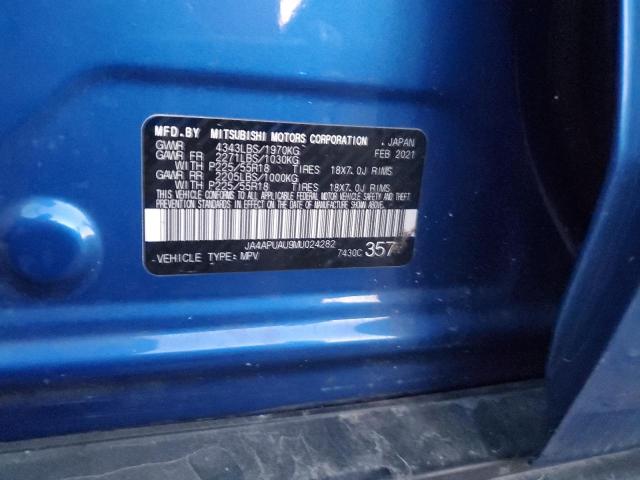 MFD.BY MITSUBISHI MOTORS CORPORATION , JAPAN
GVWR 4343LBS/1970KG FEB 2021
GAWR FR 2271LBS/1030KG
WITH P225/55R18 TIRES 18X7.0J RIMS
GAWR RR 2205LBS/1000KG
WITH P225/55R18 TIRES 18X7.0J RIMS
THIS VEHICLE CONFORMS TO ALL APPLICABLE FEDERAL MOTOR VEHICLE SAFETY AND THEFT
PREVENTION STANDARDS IN EFFECT ON THE DATE OF MANUFACTURE SHOWN ABOVE.
JA4APUAU9MU024282
VEHICLE TYPE: MPV 7430C 357